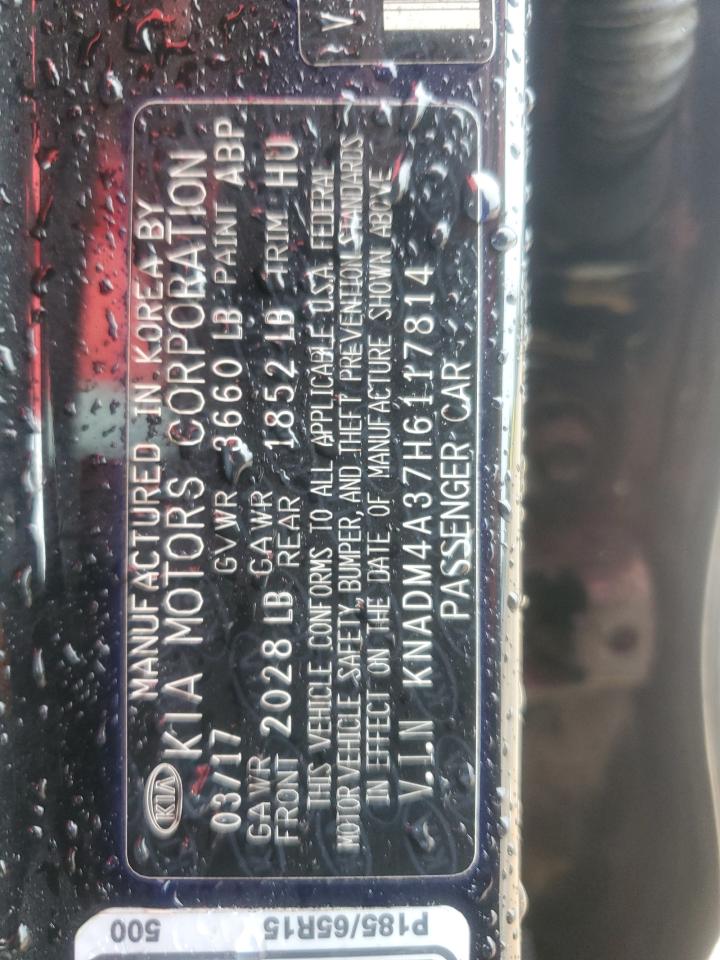 MANUFACTURED IN KOREA BY
KIA KIA MOTORS CORPORATION
03/17 GVWR 3660 LB PAINT ABP
GAWR FRONT 2028 LB GAWR REAR 1852 LB TRIM HU
THIS VEHICLE CONFORMS TO ALL APPLICABLE U.S.A. FEDERAL
MOTOR VEHICLE SAFETY, BUMPER, AND THEFT PREVENTION STANDARDS
IN EFFECT ON THE DATE OF MANUFACTURE SHOWN ABOVE
V.I.N KNADM4A37H6117814
PASSENGER CAR
V
P185/65R15 500